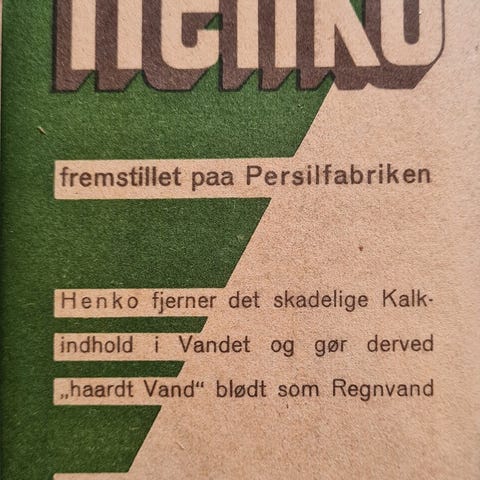 Henko
fremstillet paa Persilfabriken
Henko fjerner det skadelige Kalk-
indhold i Vandet og gør derved
„haardt Vand“ blødt som Regnvand